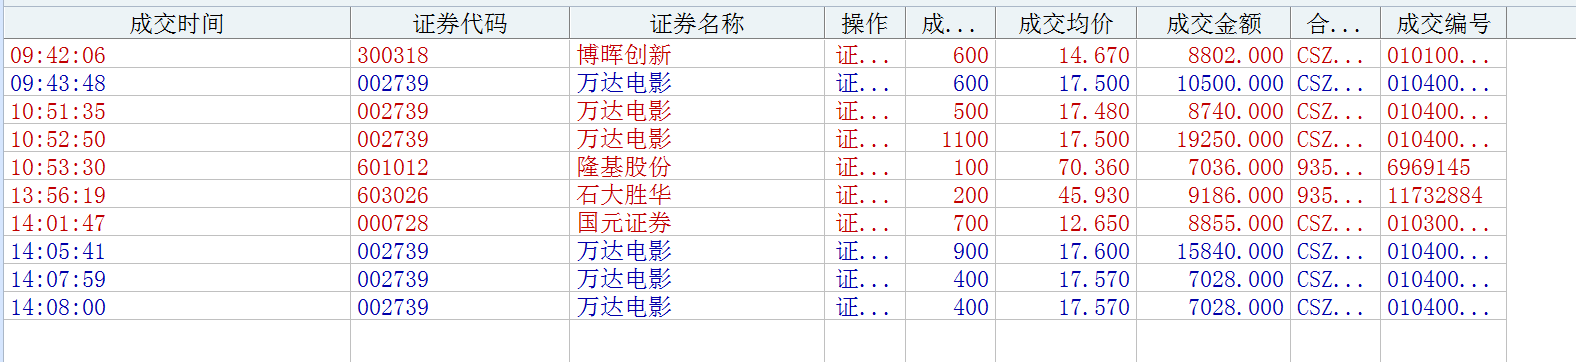 成交时间 证券代码 证券名称 操作 成... 成交均价 成交金额 合... 成交编号
09:42:06 300318 博晖创新 证... 600 14.670 8802.000 CSZ... 010100...
09:43:48 002739 万达电影 证... 600 17.500 10500.000 CSZ... 010400...
10:51:35 002739 万达电影 证... 500 17.480 8740.000 CSZ... 010400...
10:52:50 002739 万达电影 证... 1100 17.500 19250.000 CSZ... 010400...
10:53:30 601012 隆基股份 证... 100 70.360 7036.000 935... 6969145
13:56:19 603026 石大胜华 证... 200 45.930 9186.000 935... 11732884
14:01:47 000728 国元证券 证... 700 12.650 8855.000 CSZ... 010300...
14:05:41 002739 万达电影 证... 900 17.600 15840.000 CSZ... 010400...
14:07:59 002739 万达电影 证... 400 17.570 7028.000 CSZ... 010400...
14:08:00 002739 万达电影 证... 400 17.570 7028.000 CSZ... 010400...